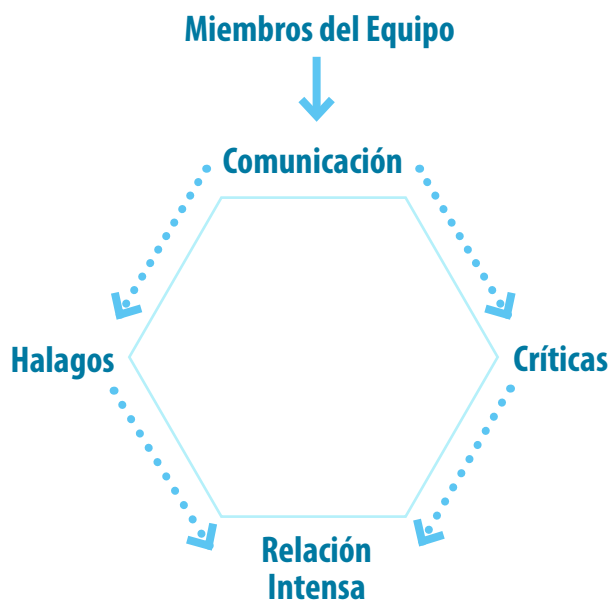 Miembros del Equipo
Comunicación
Halagos
Críticas
Relación
Intensa